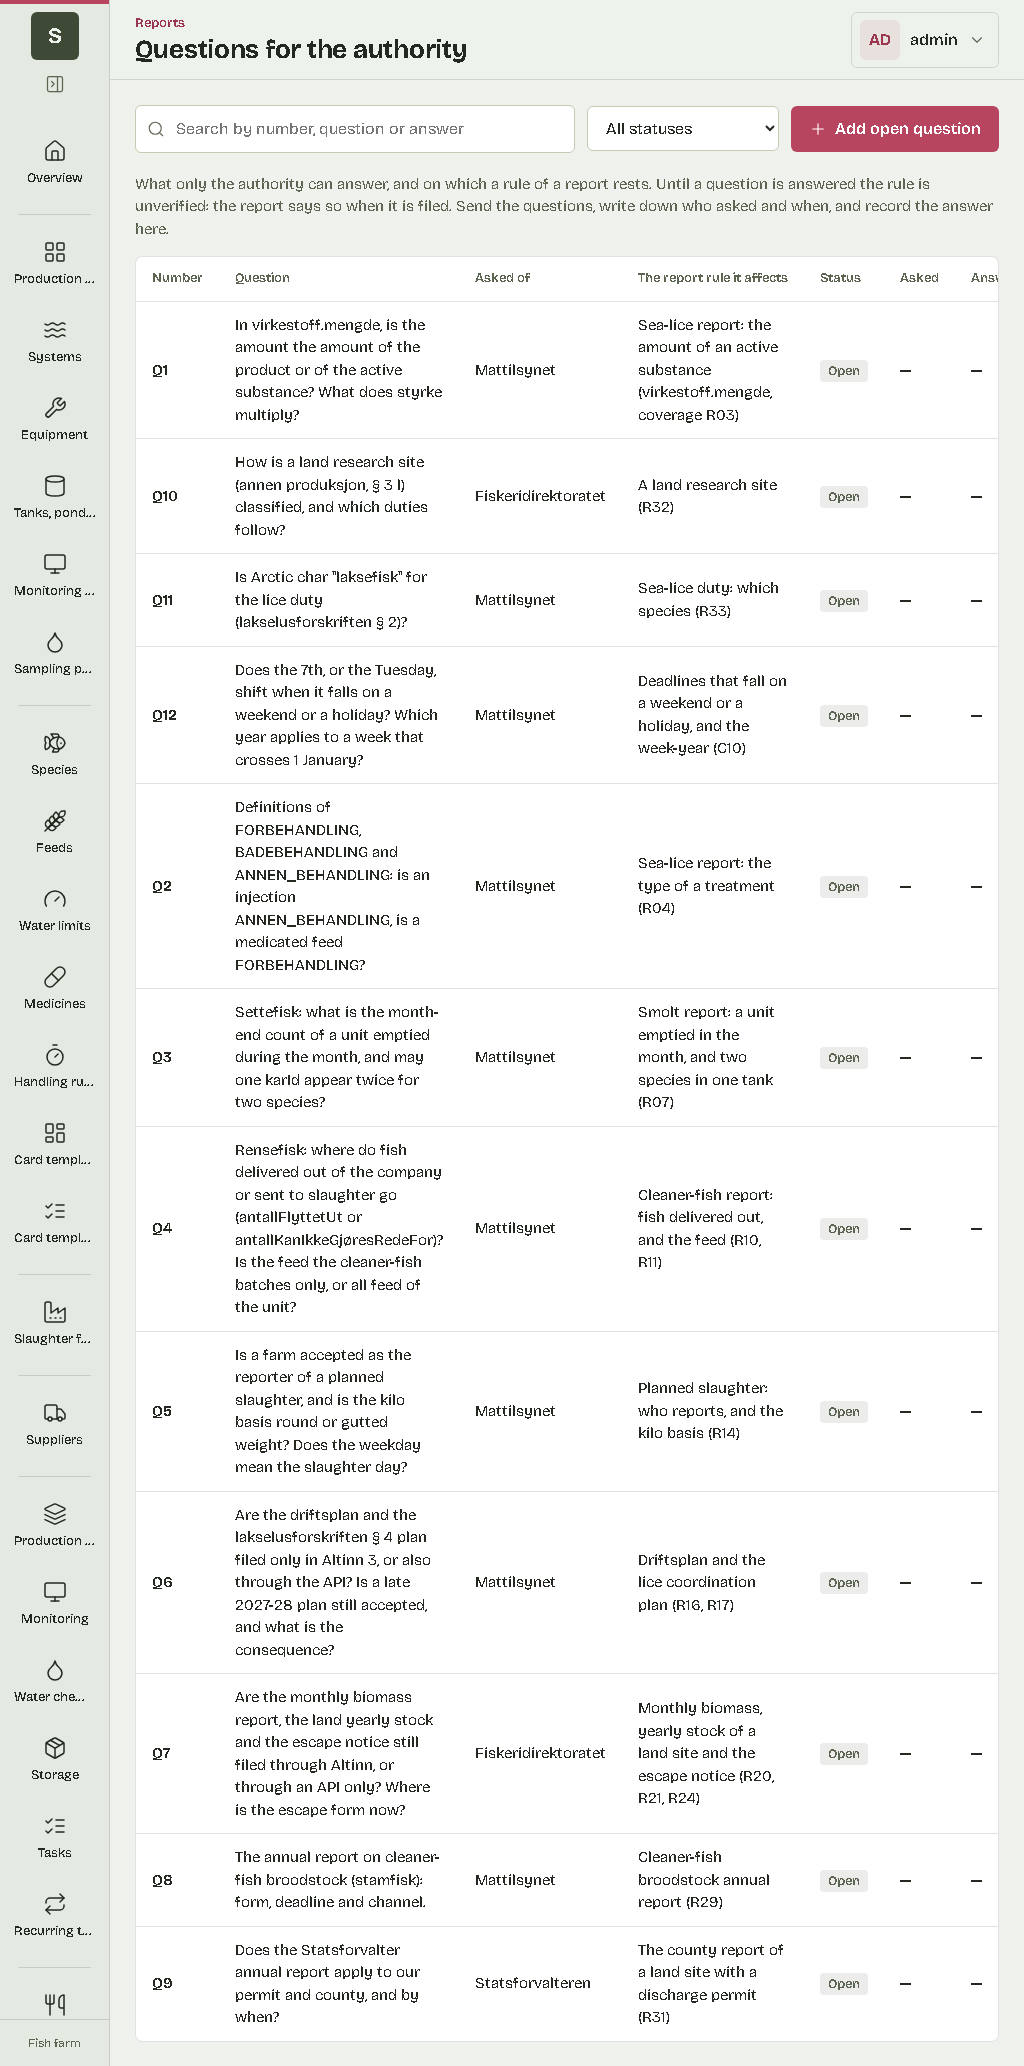 S
Overview
Production ...
Systems
Equipment
Tanks, pond...
Monitoring ...
Sampling p...
Species
Feeds
Water limits
Medicines
Handling ru...
Card templ...
Card templ...
Slaughter f...
Suppliers
Production ...
Monitoring
Water che...
Storage
Tasks
Recurring t...
Fish farm
Reports
Questions for the authority
AD admin
Search by number, question or answer
All statuses
+ Add open question
What only the authority can answer, and on which a rule of a report rests. Until a question is answered the rule is
unverified: the report says so when it is filed. Send the questions, write down who asked and when, and record the answer
here.
Number Question Asked of The report rule it affects Status Asked Answ
Q1
In virkestoff.mengde, is the
amount the amount of the
product or of the active
substance? What does styrke
multiply?
Mattilsynet
Sea-lice report: the
amount of an active
substance
(virkestoff.mengde,
coverage R03)
Open — —
Q10
How is a land research site
(annen produksjon, § 3 l)
classified, and which duties
follow?
Fiskeridirektoratet
A land research site
(R32)
Open — —
Q11
Is Arctic char "laksefisk" for
the lice duty
(lakselusforskriften § 2)?
Mattilsynet
Sea-lice duty: which
species (R33)
Open — —
Q12
Does the 7th, or the Tuesday,
shift when it falls on a
weekend or a holiday? Which
year applies to a week that
crosses 1 January?
Mattilsynet
Deadlines that fall on
a weekend or a
holiday, and the
week-year (C10)
Open — —
Q2
Definitions of
FORBEHANDLING,
BADEBEHANDLING and
ANNEN_BEHANDLING: is an
injection
ANNEN_BEHANDLING, is a
medicated feed
FORBEHANDLING?
Mattilsynet
Sea-lice report: the
type of a treatment
(R04)
Open — —
Q3
Settefisk: what is the month-
end count of a unit emptied
during the month, and may
one karId appear twice for
two species?
Mattilsynet
Smolt report: a unit
emptied in the
month, and two
species in one tank
(R07)
Open — —
Q4
Rensefisk: where do fish
delivered out of the company
or sent to slaughter go
(antallFlyttetUt or
antallKanIkkeGjøresRedeFor)?
Is the feed the cleaner-fish
batches only, or all feed of
the unit?
Mattilsynet
Cleaner-fish report:
fish delivered out,
and the feed (R10,
R11)
Open — —
Q5
Is a farm accepted as the
reporter of a planned
slaughter, and is the kilo
basis round or gutted
weight? Does the weekday
mean the slaughter day?
Mattilsynet
Planned slaughter:
who reports, and the
kilo basis (R14)
Open — —
Q6
Are the driftsplan and the
lakselusforskriften § 4 plan
filed only in Altinn 3, or also
through the API? Is a late
2027-28 plan still accepted,
and what is the
consequence?
Mattilsynet
Driftsplan and the
lice coordination
plan (R16, R17)
Open — —
Q7
Are the monthly biomass
report, the land yearly stock
and the escape notice still
filed through Altinn, or
through an API only? Where
is the escape form now?
Fiskeridirektoratet
Monthly biomass,
yearly stock of a
land site and the
escape notice (R20,
R21, R24)
Open — —
Q8
The annual report on cleaner-
fish broodstock (stamfisk):
form, deadline and channel.
Mattilsynet
Cleaner-fish
broodstock annual
report (R29)
Open — —
Q9
Does the Statsforvalter
annual report apply to our
permit and county, and by
when?
Statsforvalteren
The county report of
a land site with a
discharge permit
(R31)
Open — —